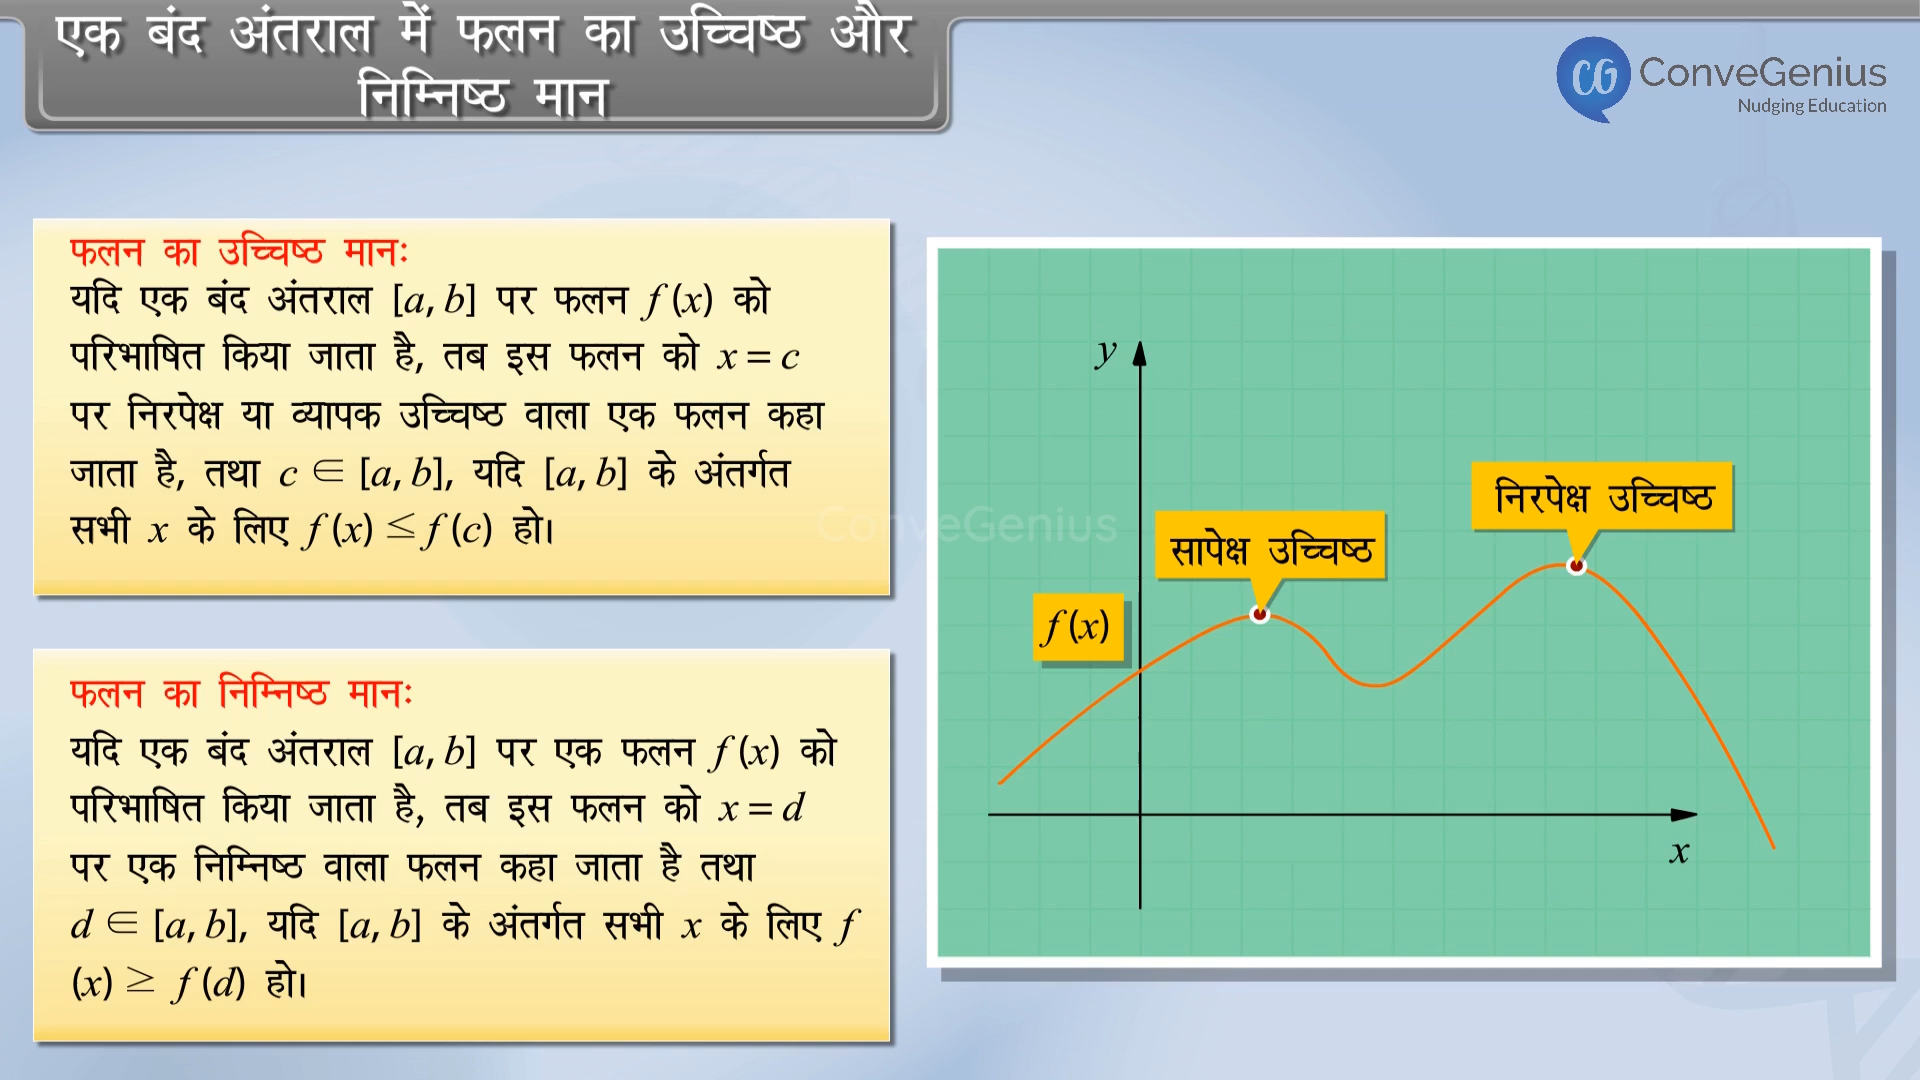 एक बंद अंतराल में फलन का उच्चिष्ठ और
निम्निष्ठ मान
CG ConveGenius
Nudging Education
फलन का उच्चिष्ठ मानः
यदि एक बंद अंतराल [a, b] पर फलन f (x) को
परिभाषित किया जाता है, तब इस फलन को x = c
पर निरपेक्ष या व्यापक उच्चिष्ठ वाला एक फलन कहा
जाता है, तथा c ∈ [a, b], यदि [a, b] के अंतर्गत
सभी x के लिए f (x) ≤ f (c) हो।
फलन का निम्निष्ठ मानः
यदि एक बंद अंतराल [a, b] पर एक फलन f (x) को
परिभाषित किया जाता है, तब इस फलन को x = d
पर एक निम्निष्ठ वाला फलन कहा जाता है तथा
d ∈ [a, b], यदि [a, b] के अंतर्गत सभी x के लिए f
(x) ≥ f (d) हो।
y
निरपेक्ष उच्चिष्ठ
सापेक्ष उच्चिष्ठ
f (x)
x
ConveGenius